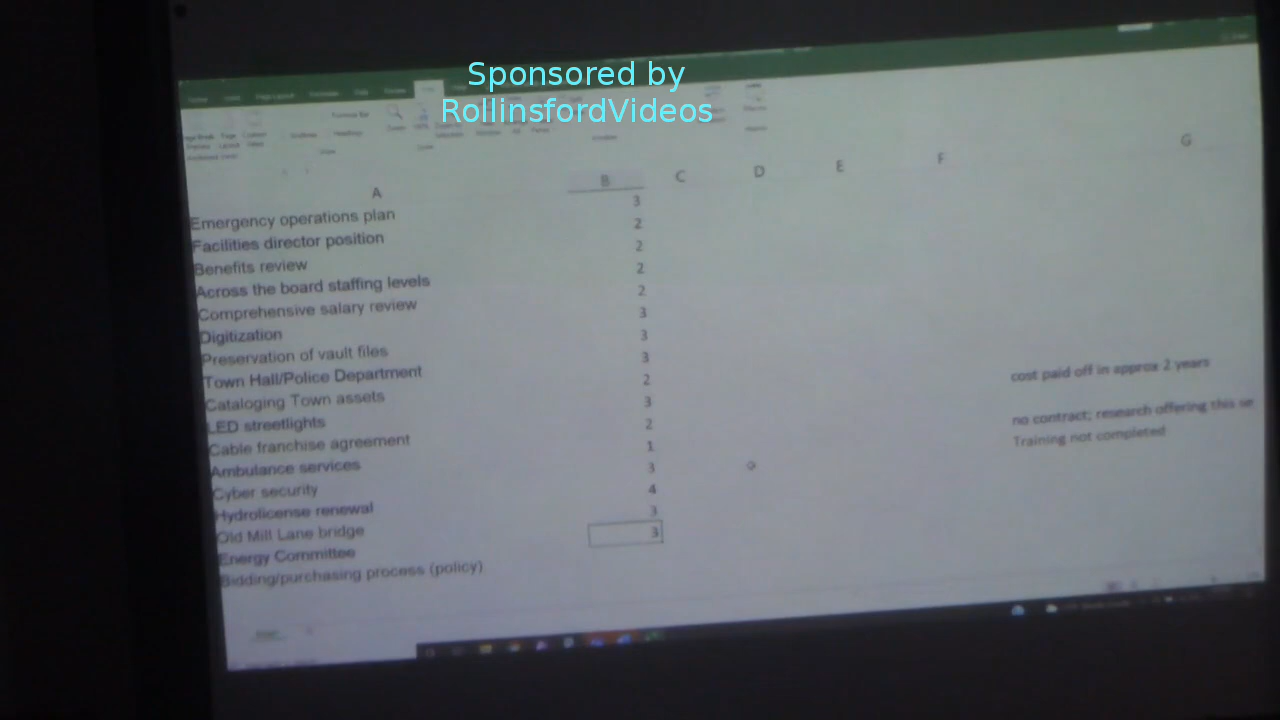 Sponsored by
RollinsfordVideos
A B C D E F G
Emergency operations plan 3
Facilities director position 2
Benefits review 2
Across the board staffing levels 2
Comprehensive salary review 2
Digitization 3
Preservation of vault files 3
Town Hall/Police Department 3
Cataloging Town assets 2
LED streetlights 3 cost paid off in approx 2 years
Cable franchise agreement 2
Ambulance services 1 no contract; research offering this se
Cyber security 3 Training not completed
Hydrolicense renewal 4
Old Mill Lane bridge 3
Energy Committee 3
Bidding/purchasing process (policy)